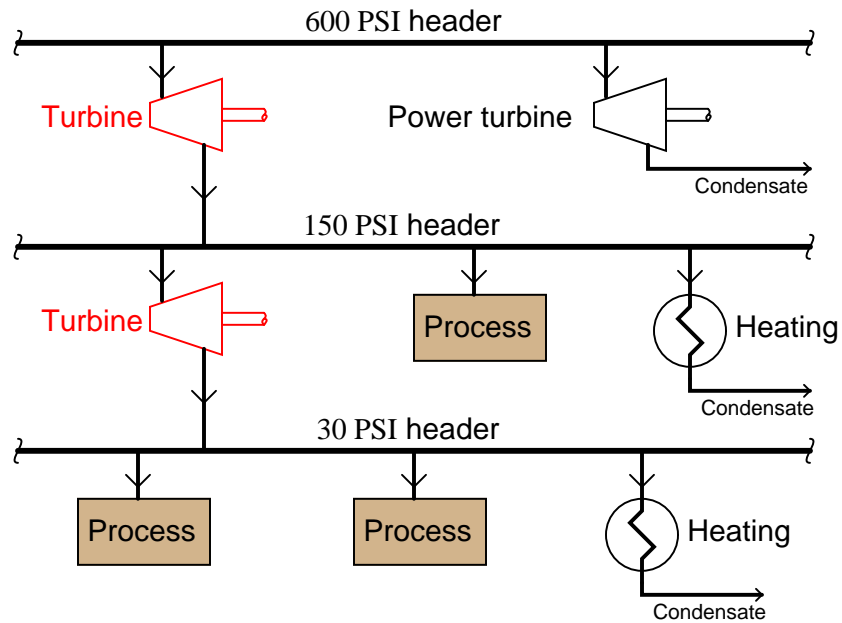 600 PSI header
Turbine
Power turbine
Condensate
150 PSI header
Turbine
Process
Heating
Condensate
30 PSI header
Process
Process
Heating
Condensate